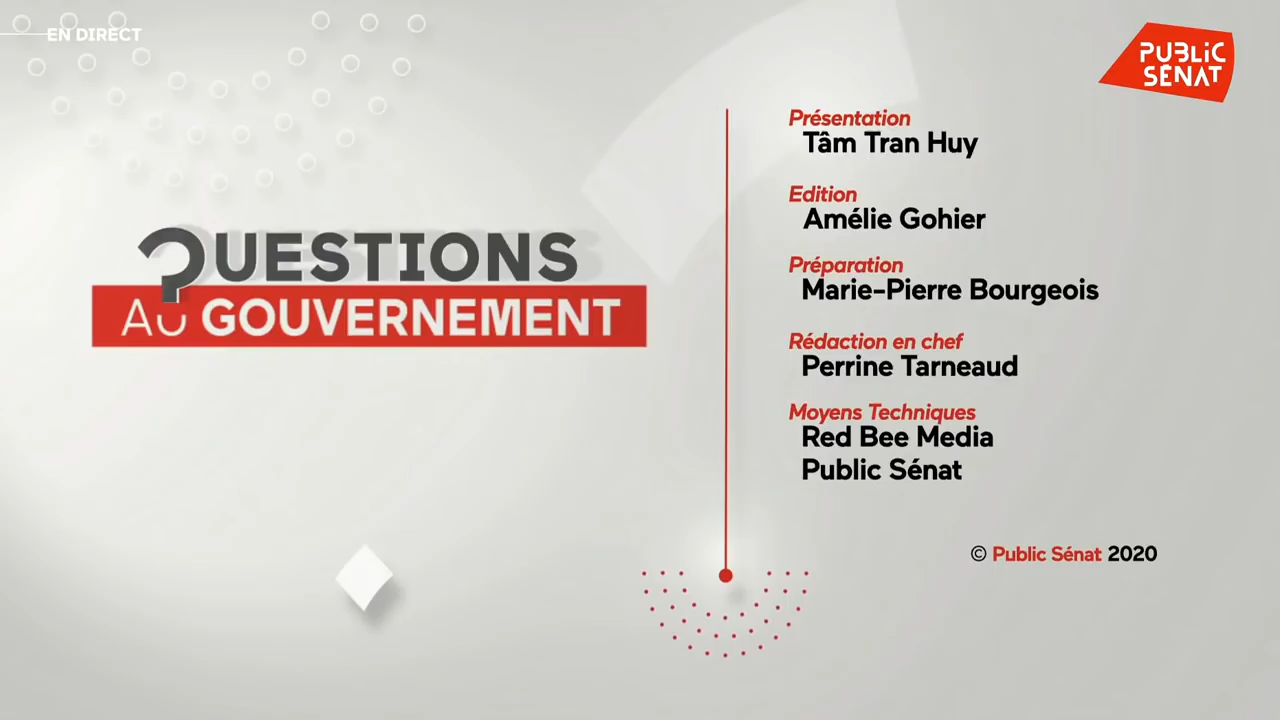 EN DIRECT
PUBLIC
SÉNAT
QUESTIONS
AU GOUVERNEMENT
Présentation
Tâm Tran Huy
Edition
Amélie Gohier
Préparation
Marie-Pierre Bourgeois
Rédaction en chef
Perrine Tarneaud
Moyens Techniques
Red Bee Media
Public Sénat
© Public Sénat 2020